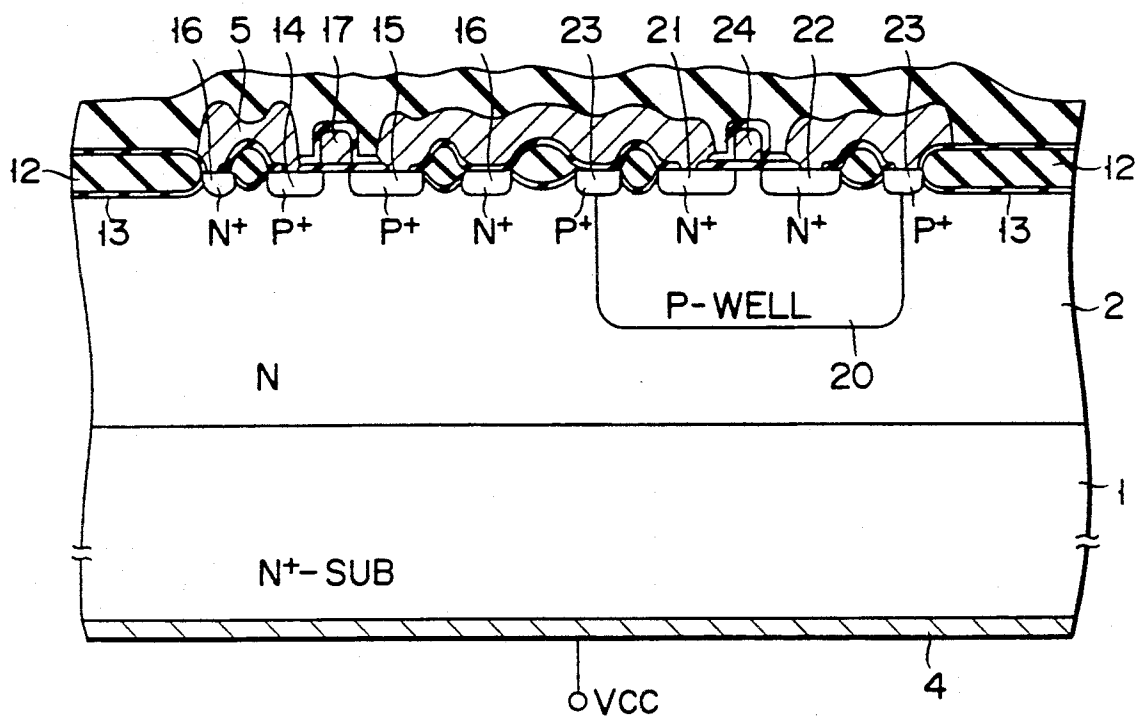 16 5 14 17 15 16 23 21 24 22 23
12 12
13 N+ P+ P+ N+ P+ N+ N+ P+ 13
P-WELL 2
N 20
1
N+-SUB
4
VCC